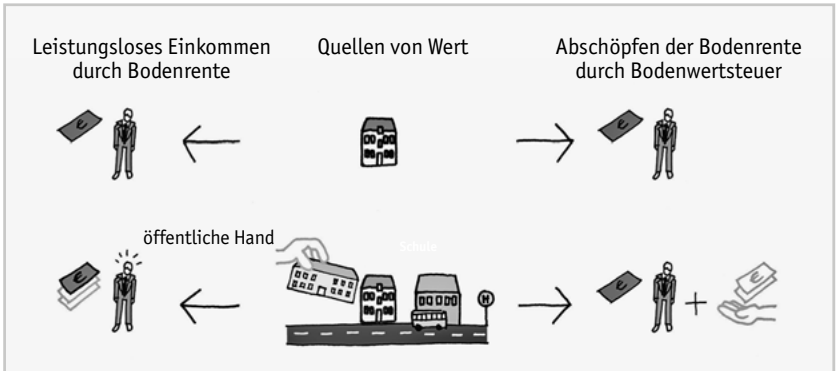 Leistungsloses Einkommen
durch Bodenrente
Quellen von Wert
Abschöpfen der Bodenrente
durch Bodenwertsteuer
€
€
öffentliche Hand
Schule
€
H
€
€